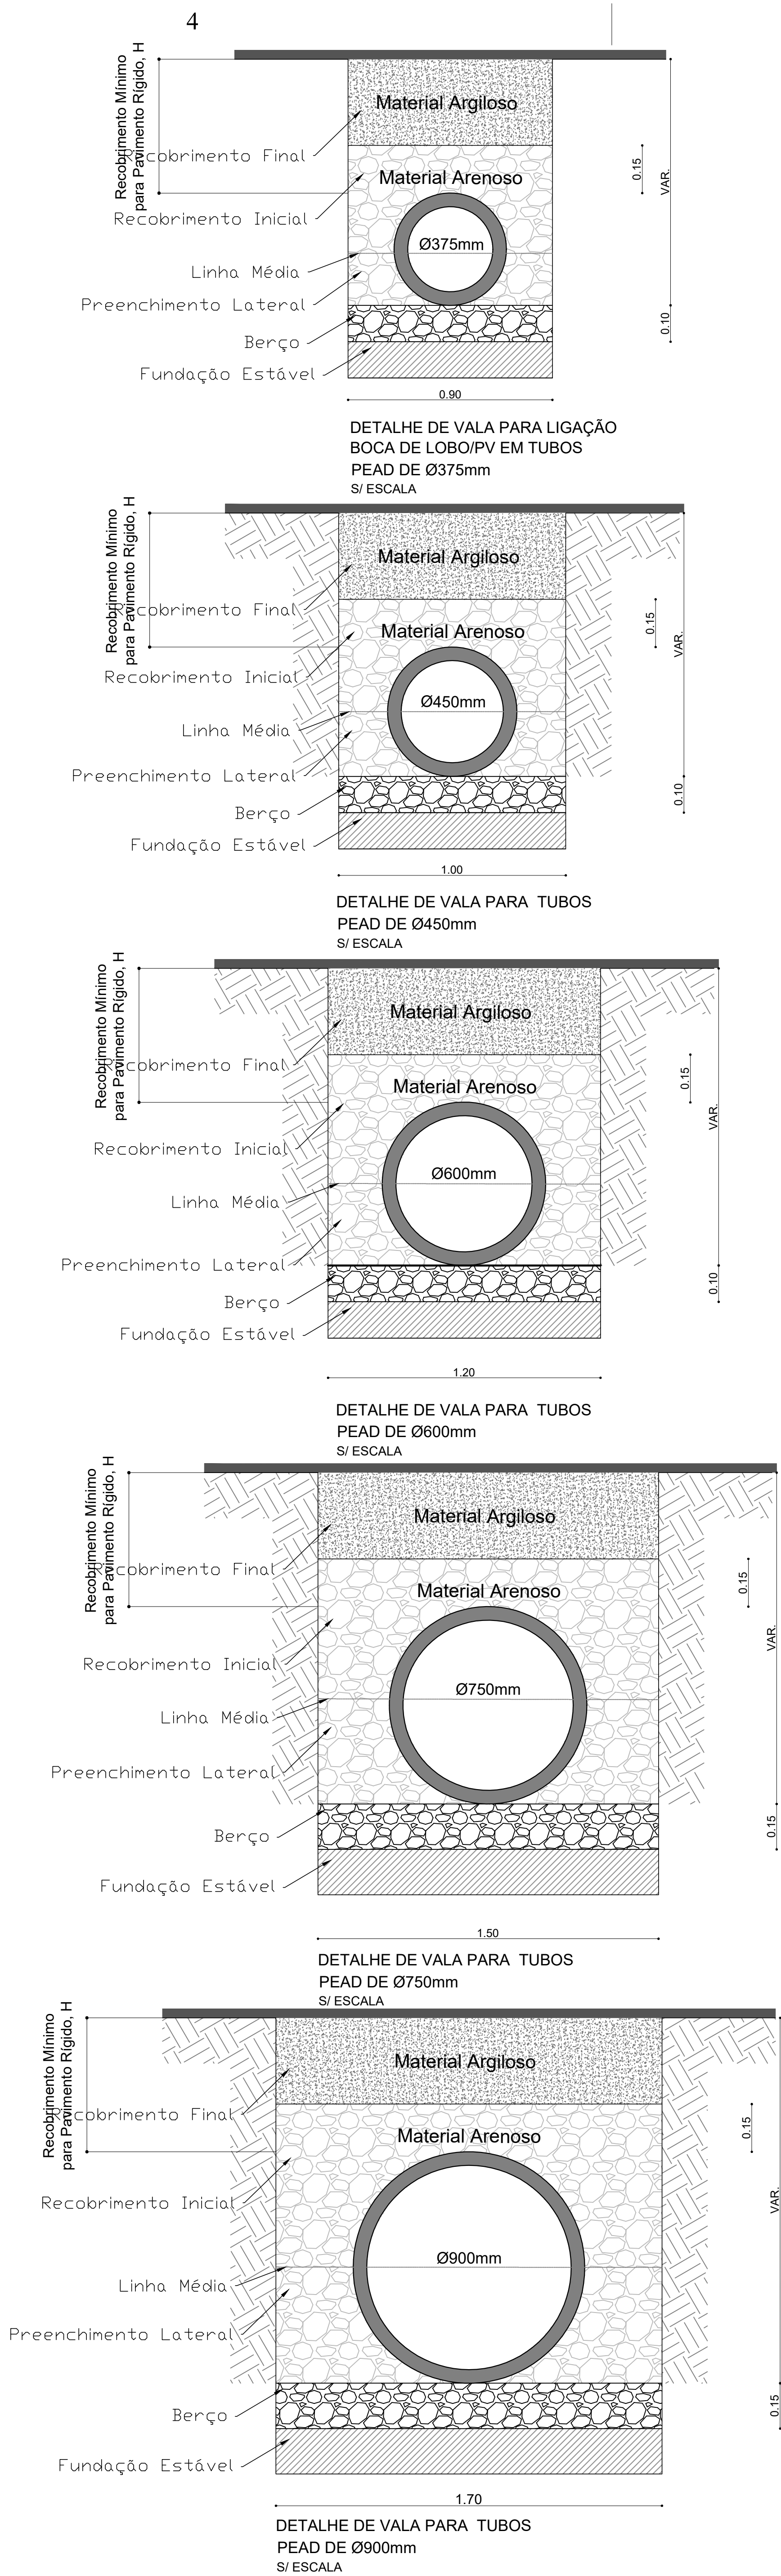 4
Recobrimento Mínimo
para Pavimento Rígido, H
Material Argiloso
Recobrimento Final
Material Arenoso
0.15
VAR.
Recobrimento Inicial
Ø375mm
Linha Média
Preenchimento Lateral
Berço
0.10
Fundação Estável
0.90
DETALHE DE VALA PARA LIGAÇÃO
BOCA DE LOBO/PV EM TUBOS
PEAD DE Ø375mm
S/ ESCALA
Recobrimento Mínimo
para Pavimento Rígido, H
Material Argiloso
Recobrimento Final
Material Arenoso
0.15
VAR.
Recobrimento Inicial
Ø450mm
Linha Média
Preenchimento Lateral
Berço
0.10
Fundação Estável
1.00
DETALHE DE VALA PARA TUBOS
PEAD DE Ø450mm
S/ ESCALA
Recobrimento Mínimo
para Pavimento Rígido, H
Material Argiloso
Recobrimento Final
Material Arenoso
0.15
VAR.
Recobrimento Inicial
Ø600mm
Linha Média
Preenchimento Lateral
Berço
0.10
Fundação Estável
1.20
DETALHE DE VALA PARA TUBOS
PEAD DE Ø600mm
S/ ESCALA
Recobrimento Mínimo
para Pavimento Rígido, H
Material Argiloso
Recobrimento Final
Material Arenoso
0.15
VAR.
Recobrimento Inicial
Ø750mm
Linha Média
Preenchimento Lateral
Berço
0.15
Fundação Estável
1.50
DETALHE DE VALA PARA TUBOS
PEAD DE Ø750mm
S/ ESCALA
Recobrimento Mínimo
para Pavimento Rígido, H
Material Argiloso
Recobrimento Final
Material Arenoso
0.15
VAR.
Recobrimento Inicial
Ø900mm
Linha Média
Preenchimento Lateral
Berço
0.15
Fundação Estável
1.70
DETALHE DE VALA PARA TUBOS
PEAD DE Ø900mm
S/ ESCALA